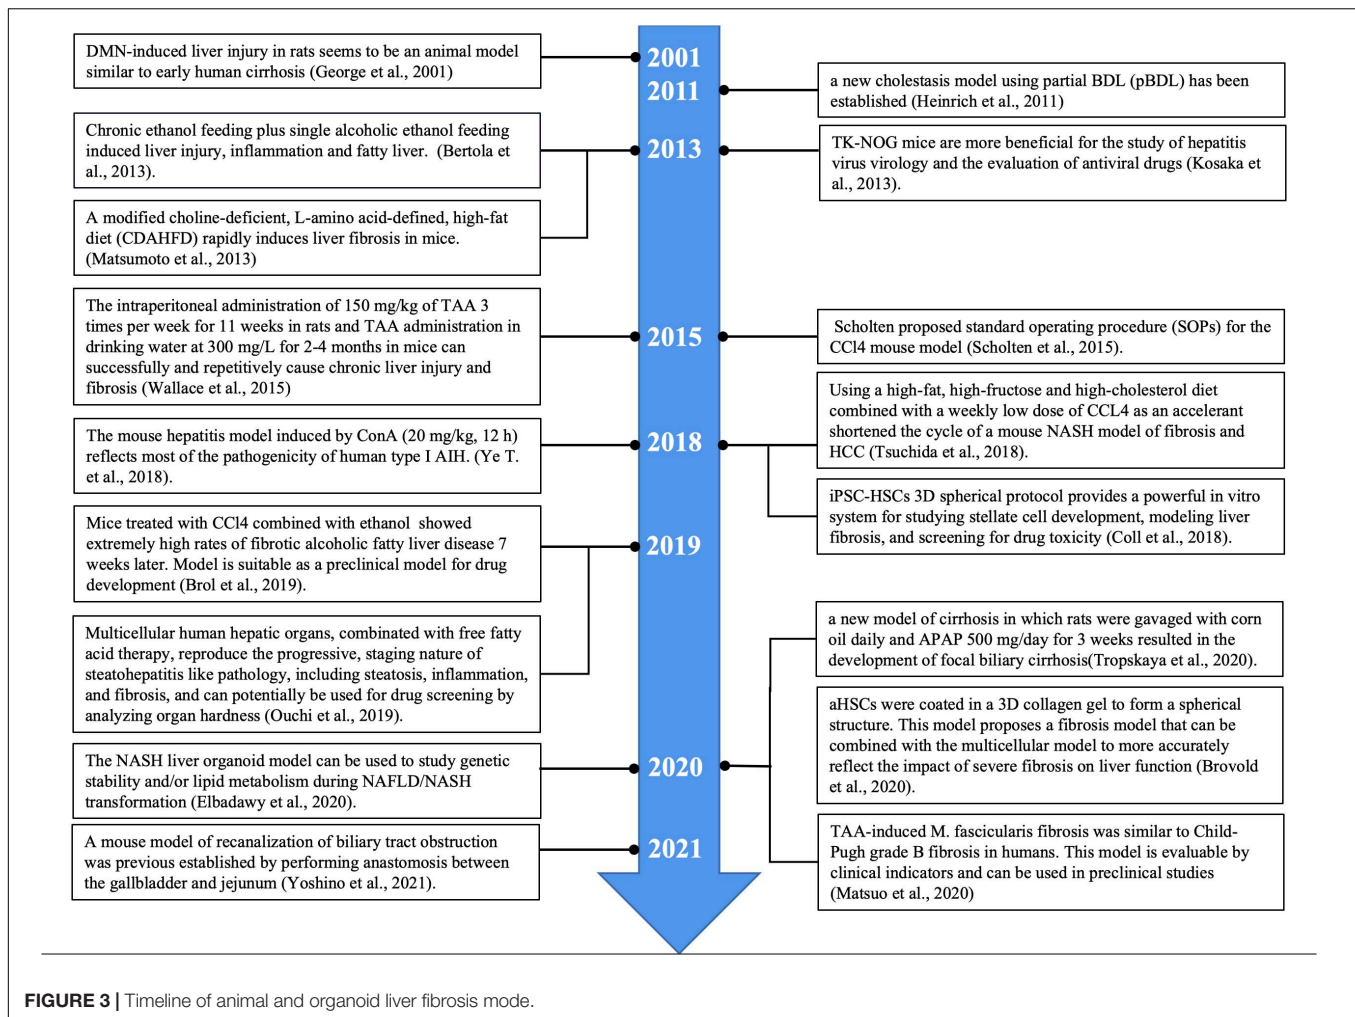 DMN-induced liver injury in rats seems to be an animal model
similar to early human cirrhosis (George et al., 2001)
2001
2011
a new cholestasis model using partial BDL (pBDL) has been
established (Heinrich et al., 2011)
Chronic ethanol feeding plus single alcoholic ethanol feeding
induced liver injury, inflammation and fatty liver. (Bertola et
al., 2013).
A modified choline-deficient, L-amino acid-defined, high-fat
diet (CDAHFD) rapidly induces liver fibrosis in mice.
(Matsumoto et al., 2013)
2013
TK-NOG mice are more beneficial for the study of hepatitis
virus virology and the evaluation of antiviral drugs (Kosaka et
al., 2013).
The intraperitoneal administration of 150 mg/kg of TAA 3
times per week for 11 weeks in rats and TAA administration in
drinking water at 300 mg/L for 2-4 months in mice can
successfully and repetitively cause chronic liver injury and
fibrosis (Wallace et al., 2015)
2015
Scholten proposed standard operating procedure (SOPs) for the
CCl4 mouse model (Scholten et al., 2015).
The mouse hepatitis model induced by ConA (20 mg/kg, 12 h)
reflects most of the pathogenicity of human type I AIH. (Ye T.
et al., 2018).
2018
Using a high-fat, high-fructose and high-cholesterol diet
combined with a weekly low dose of CCL4 as an accelerant
shortened the cycle of a mouse NASH model of fibrosis and
HCC (Tsuchida et al., 2018).
iPSC-HSCs 3D spherical protocol provides a powerful in vitro
system for studying stellate cell development, modeling liver
fibrosis, and screening for drug toxicity (Coll et al., 2018).
Mice treated with CCl4 combined with ethanol showed
extremely high rates of fibrotic alcoholic fatty liver disease 7
weeks later. Model is suitable as a preclinical model for drug
development (Brol et al., 2019).
Multicellular human hepatic organs, combined with free fatty
acid therapy, reproduce the progressive, staging nature of
steatohepatitis like pathology, including steatosis, inflammation,
and fibrosis, and can potentially be used for drug screening by
analyzing organ hardness (Ouchi et al., 2019).
2019
The NASH liver organoid model can be used to study genetic
stability and/or lipid metabolism during NAFLD/NASH
transformation (Elbadawy et al., 2020).
2020
a new model of cirrhosis in which rats were gavaged with corn
oil daily and APAP 500 mg/day for 3 weeks resulted in the
development of focal biliary cirrhosis(Tropskaya et al., 2020).
aHSCs were coated in a 3D collagen gel to form a spherical
structure. This model proposes a fibrosis model that can be
combined with the multicellular model to more accurately
reflect the impact of severe fibrosis on liver function (Brovold
et al., 2020).
TAA-induced M. fascicularis fibrosis was similar to Child-
Pugh grade B fibrosis in humans. This model is evaluable by
clinical indicators and can be used in preclinical studies
(Matsuo et al., 2020)
A mouse model of recanalization of biliary tract obstruction
was previous established by performing anastomosis between
the gallbladder and jejunum (Yoshino et al., 2021).
2021
FIGURE 3 | Timeline of animal and organoid liver fibrosis mode.